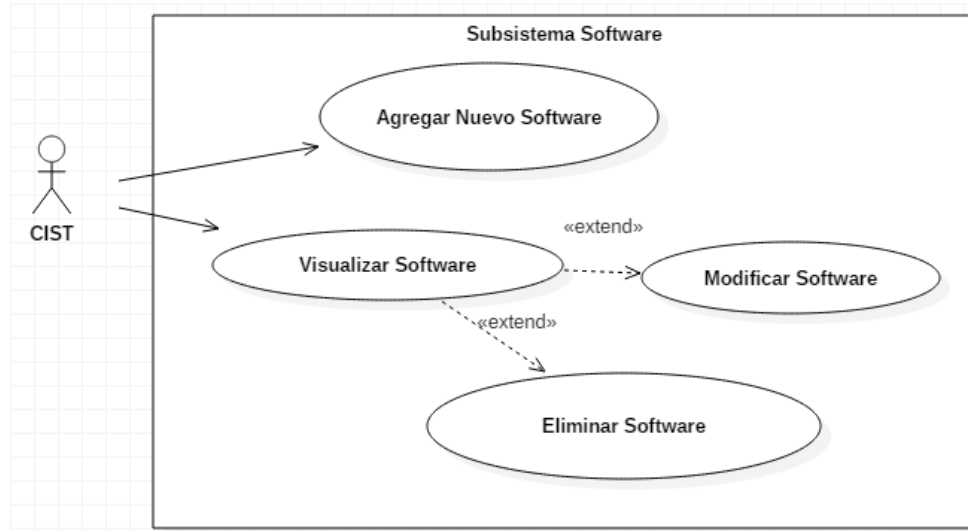 Subsistema Software
Agregar Nuevo Software
CIST
«extend»
Visualizar Software
Modificar Software
«extend»
Eliminar Software